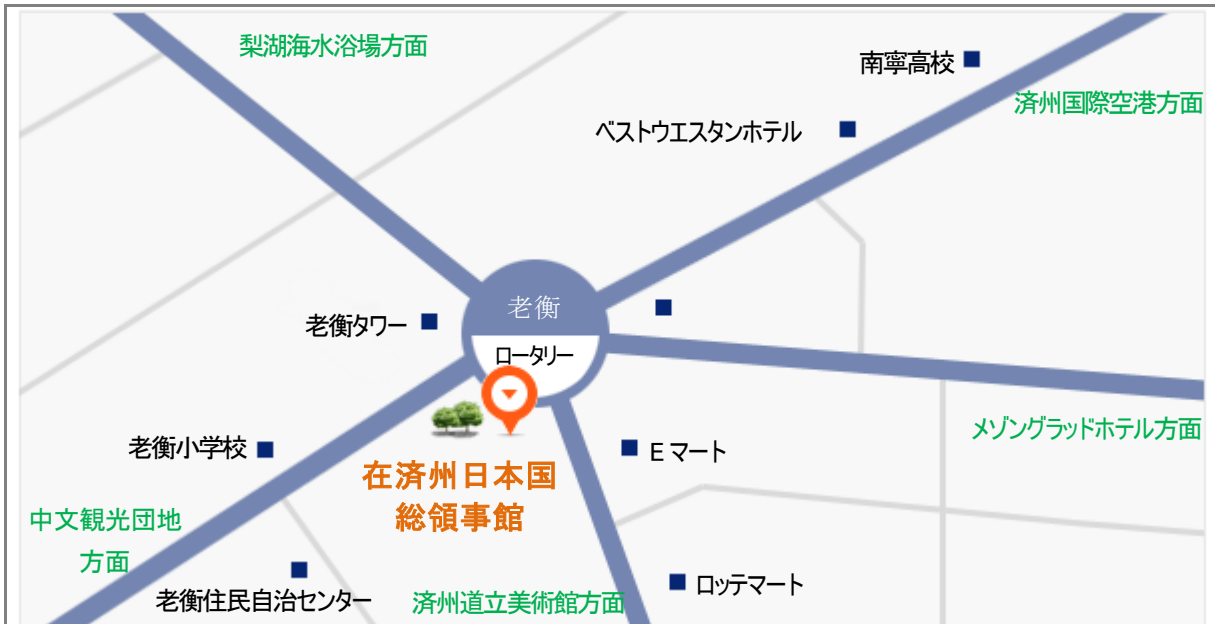 梨湖海水浴場方面
南寧高校
済州国際空港方面
ベストウエスタンホテル
老衡
老衡タワー
ロータリー
メゾングラッドホテル方面
老衡小学校
Eマート
在済州日本国
総領事館
中文観光団地
方面
ロッテマート
老衡住民自治センター
済州道立美術館方面